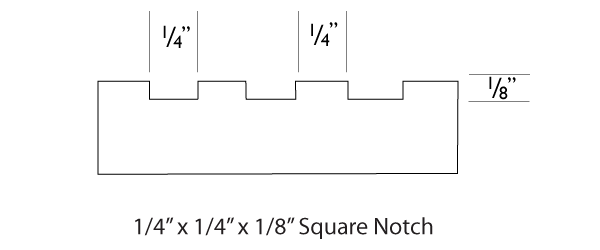 1/4” 1/4”
1/8”
1/4” x 1/4” x 1/8” Square Notch